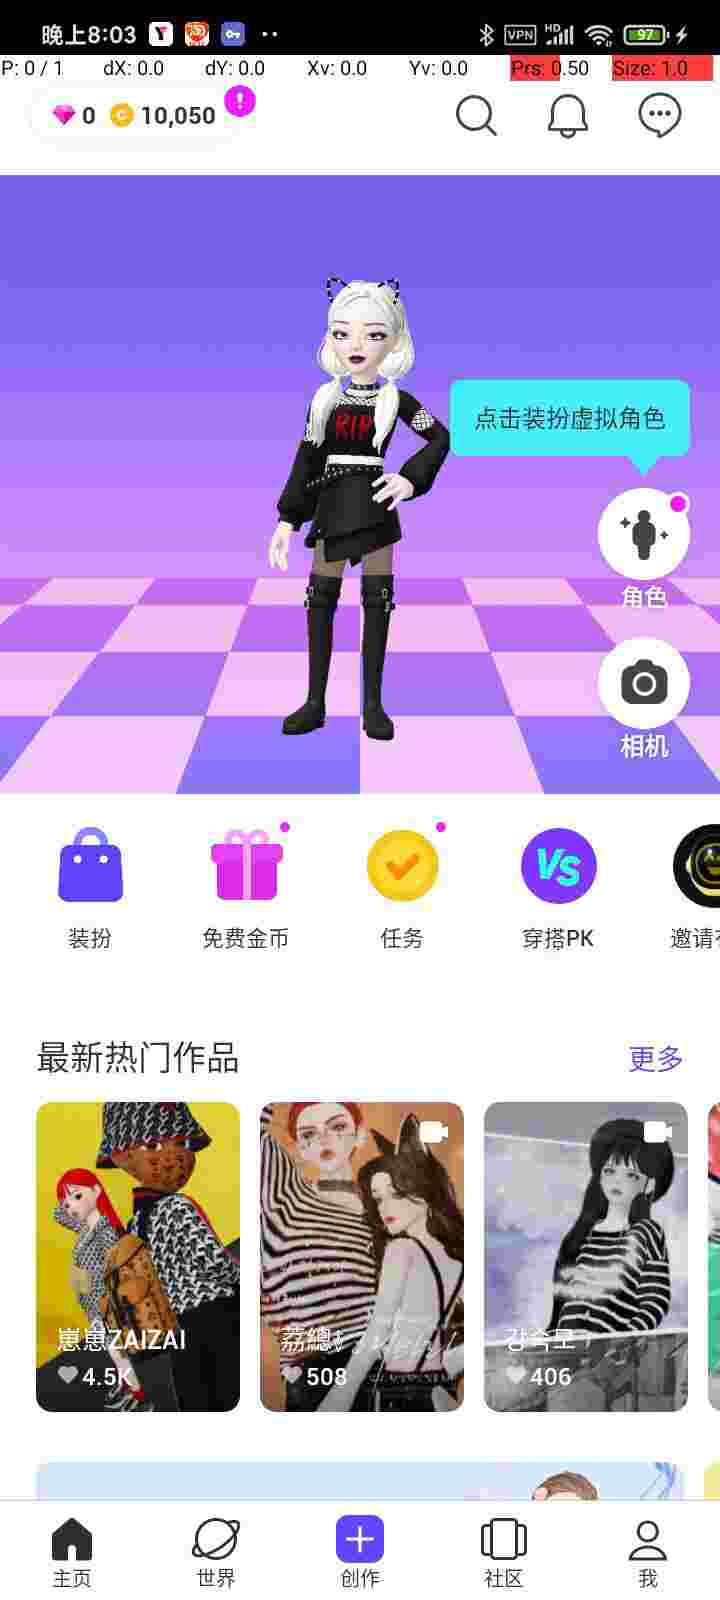 晚上8:03
VPN HD 97
P: 0 / 1 dX: 0.0 dY: 0.0 Xv: 0.0 Yv: 0.0 Prs: 0.50 Size: 1.0
0 10,050
RIP
点击装扮虚拟角色
角色
相机
装扮 免费金币 任务 穿搭PK 邀请
VS
最新热门作品 更多
崽崽ZAIZAI
4.5K
荔總
508
강숙모
406
主页 世界 创作 社区 我